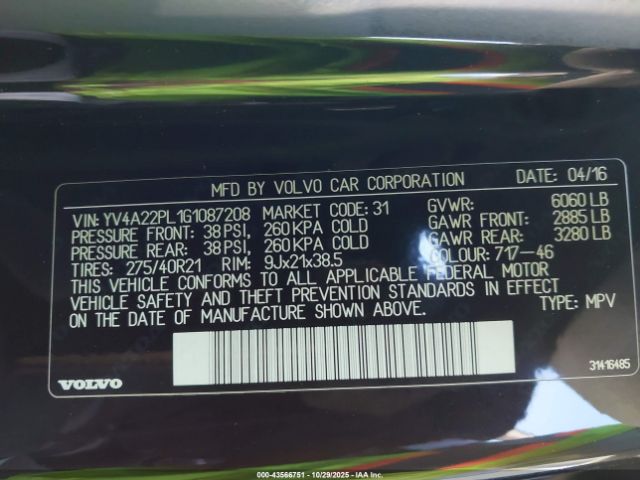 MFD BY VOLVO CAR CORPORATION DATE: 04/16
VIN: YV4A22PL1G1087208 MARKET CODE: 31 GVWR: 6060 LB
PRESSURE FRONT: 38 PSI, 260 KPA COLD GAWR FRONT: 2885 LB
PRESSURE REAR: 38 PSI, 260 KPA COLD GAWR REAR: 3280 LB
TIRES: 275/40R21 RIM: 9Jx21x38.5 COLOUR: 717-46
THIS VEHICLE CONFORMS TO ALL APPLICABLE FEDERAL MOTOR
VEHICLE SAFETY AND THEFT PREVENTION STANDARDS IN EFFECT
ON THE DATE OF MANUFACTURE SHOWN ABOVE. TYPE: MPV
VOLVO 31416485
000-43566751 - 10/29/2025 - IAAI.COM